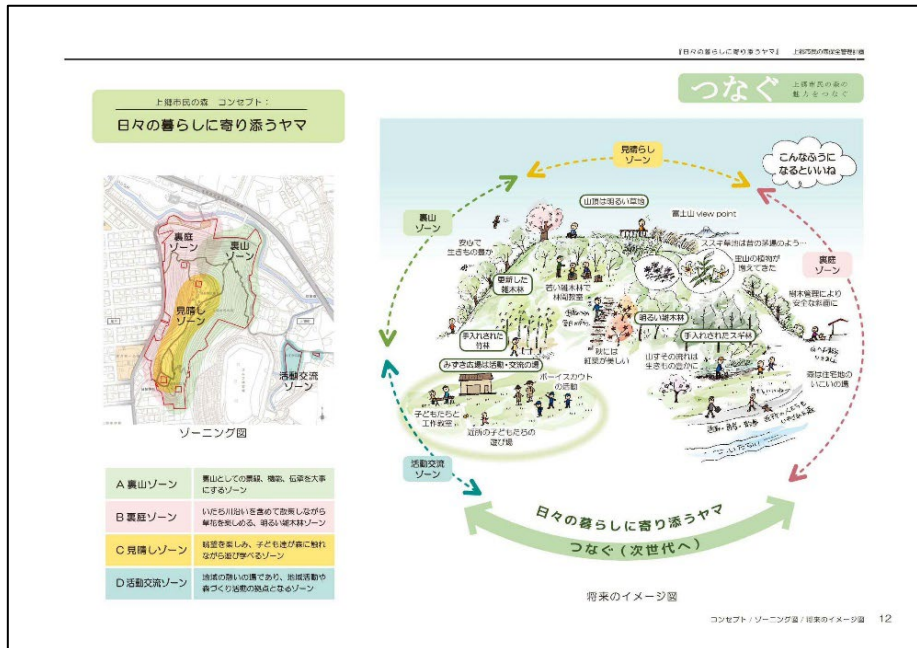 『日々の暮らしに寄り添うヤマ』 上郷市民の森保全管理計画
つなぐ
上郷市民の森の
魅力をつなぐ
上郷市民の森 コンセプト：
日々の暮らしに寄り添うヤマ
裏庭
ゾーン
裏山
ゾーン
見晴し
ゾーン
活動交流
ゾーン
ゾーニング図
A 裏山ゾーン
裏山としての景観、機能、伝承を大事
にするゾーン
B 裏庭ゾーン
いたち川沿いを含めて散策しながら
草花を楽しめる、明るい雑木林ゾーン
C 見晴しゾーン
眺望を楽しみ、子ども達が森に触れ
ながら遊び学べるゾーン
D 活動交流ゾーン
地域の憩いの場であり、地域活動や
森づくり活動の拠点となるゾーン
見晴らし
ゾーン
こんなふうに
なるといいね
裏山
ゾーン
山頂は明るい草地
富士山 view point
安心で
生きもの豊か
ススキ草地は昔の茅場のよう…
里山の植物が
増えてきた
裏庭
ゾーン
更新した
雑木林
若い雑木林で
林間教室
樹木管理により
安全な斜面に
手入れされた
竹林
明るい雑木林
手入れされたスギ林
秋には
紅葉が美しい
山すその流れは
生きもの豊かに
みずき広場は活動・交流の場
ボーイスカウト
の活動
森は住宅地の
いこいの場
子どもたちと
工作教室
近所の子どもたちの
遊び場
活動交流
ゾーン
日々の暮らしに寄り添うヤマ
つなぐ（次世代へ）
将来のイメージ図
コンセプト / ゾーニング図 / 将来のイメージ図 12